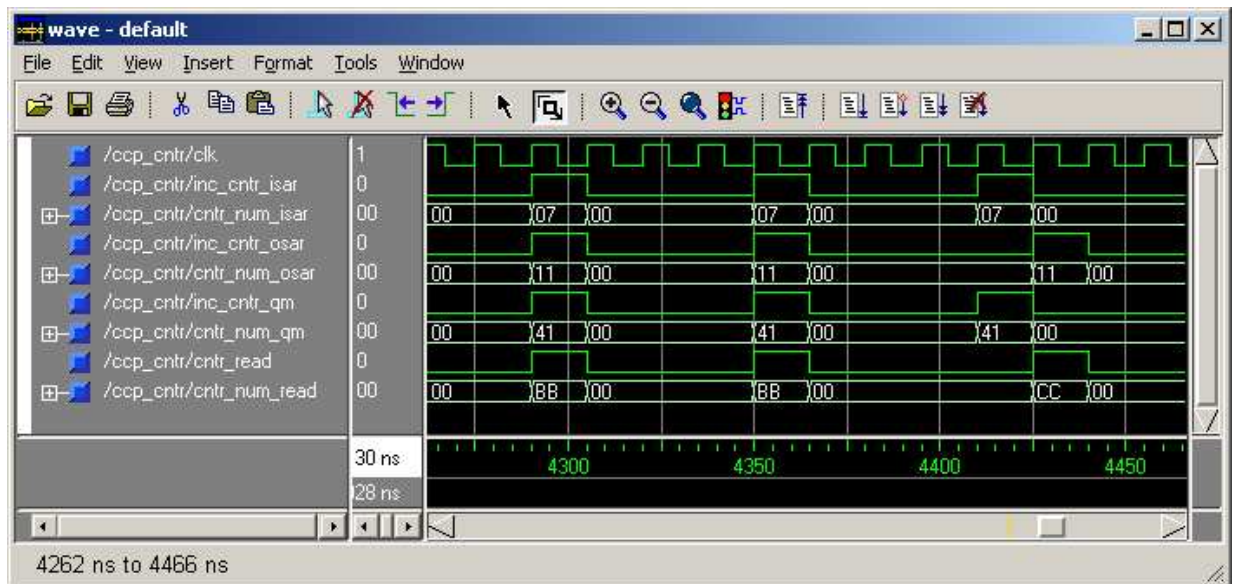 wave - default
File Edit View Insert Format Tools Window
/ccp_cntr/clk 1
/ccp_cntr/inc_cntr_isar 0
/ccp_cntr/cntr_num_isar 00 00 07 00 07 00 07 00
/ccp_cntr/inc_cntr_osar 0
/ccp_cntr/cntr_num_osar 00 00 11 00 11 00 11 00
/ccp_cntr/inc_cntr_qm 0
/ccp_cntr/cntr_num_qm 00 00 41 00 41 00 41 00
/ccp_cntr/cntr_read 0
/ccp_cntr/cntr_num_read 00 00 BB 00 BB 00 CC 00
30 ns 4300 4350 4400 4450
28 ns
4262 ns to 4466 ns